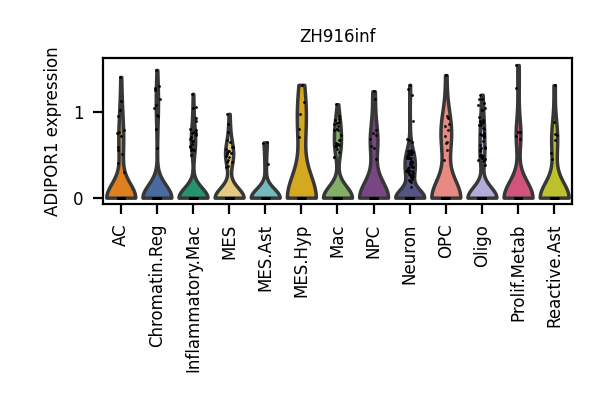 ZH916inf
ADIPOR1 expression
1
0
AC
Chromatin.Reg
Inflammatory.Mac
MES
MES.Ast
MES.Hyp
Mac
NPC
Neuron
OPC
Oligo
Prolif.Metab
Reactive.Ast